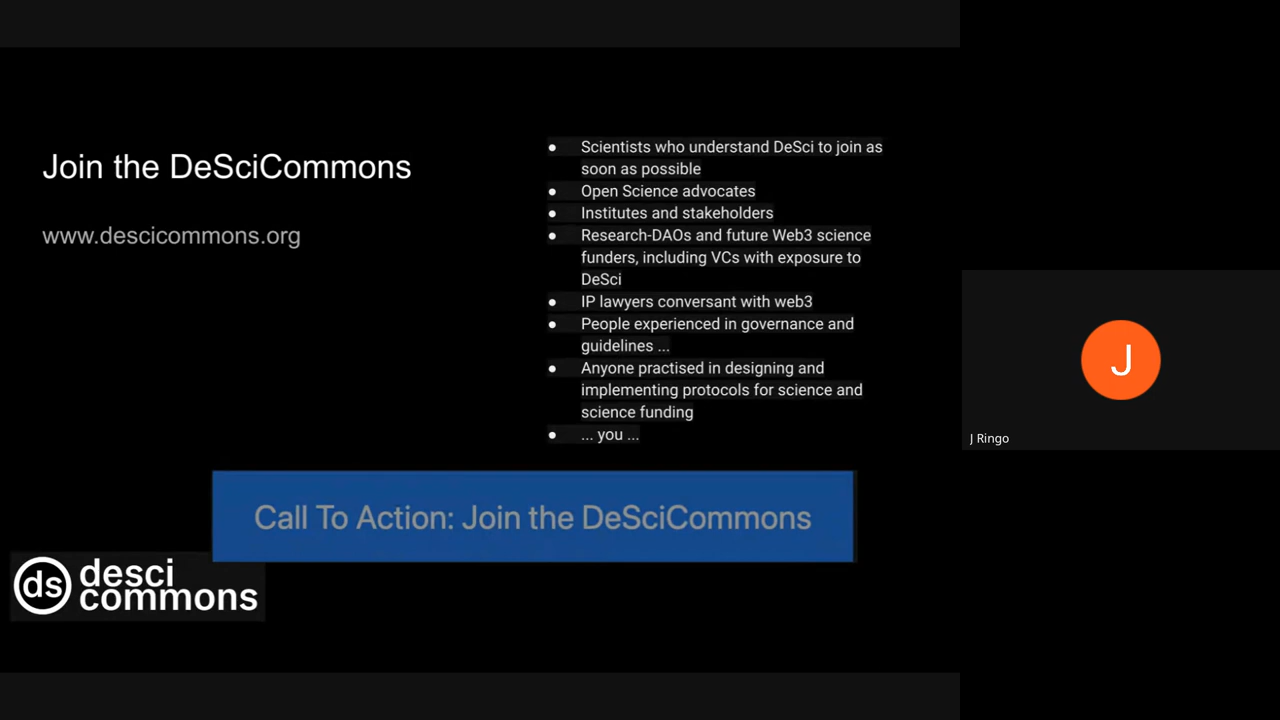 Join the DeSciCommons
www.descicommons.org
● Scientists who understand DeSci to join as
soon as possible
● Open Science advocates
● Institutes and stakeholders
● Research-DAOs and future Web3 science
funders, including VCs with exposure to
DeSci
● IP lawyers conversant with web3
● People experienced in governance and
guidelines ...
● Anyone practised in designing and
implementing protocols for science and
science funding
● ... you ...
Call To Action: Join the DeSciCommons
ds desci
commons
J
J Ringo